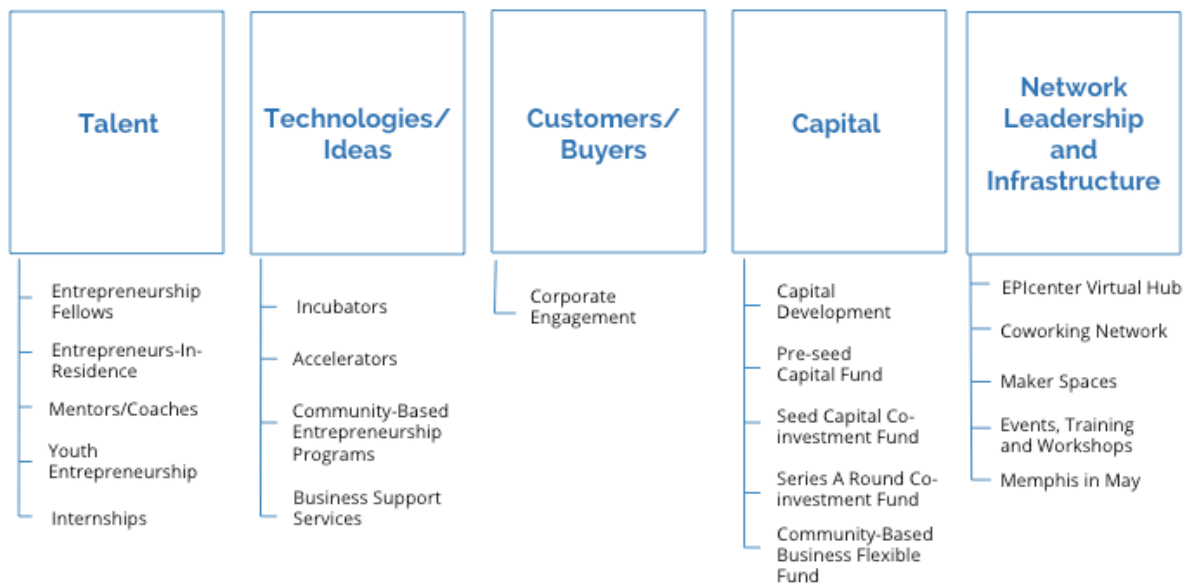 Talent
Entrepreneurship
Fellows
Entrepreneurs-In-
Residence
Mentors/Coaches
Youth
Entrepreneurship
Internships
Technologies/
Ideas
Incubators
Accelerators
Community-Based
Entrepreneurship
Programs
Business Support
Services
Customers/
Buyers
Corporate
Engagement
Capital
Capital
Development
Pre-seed
Capital Fund
Seed Capital Co-
investment Fund
Series A Round Co-
investment Fund
Community-Based
Business Flexible
Fund
Network
Leadership
and
Infrastructure
EPIcenter Virtual Hub
Coworking Network
Maker Spaces
Events, Training
and Workshops
Memphis in May